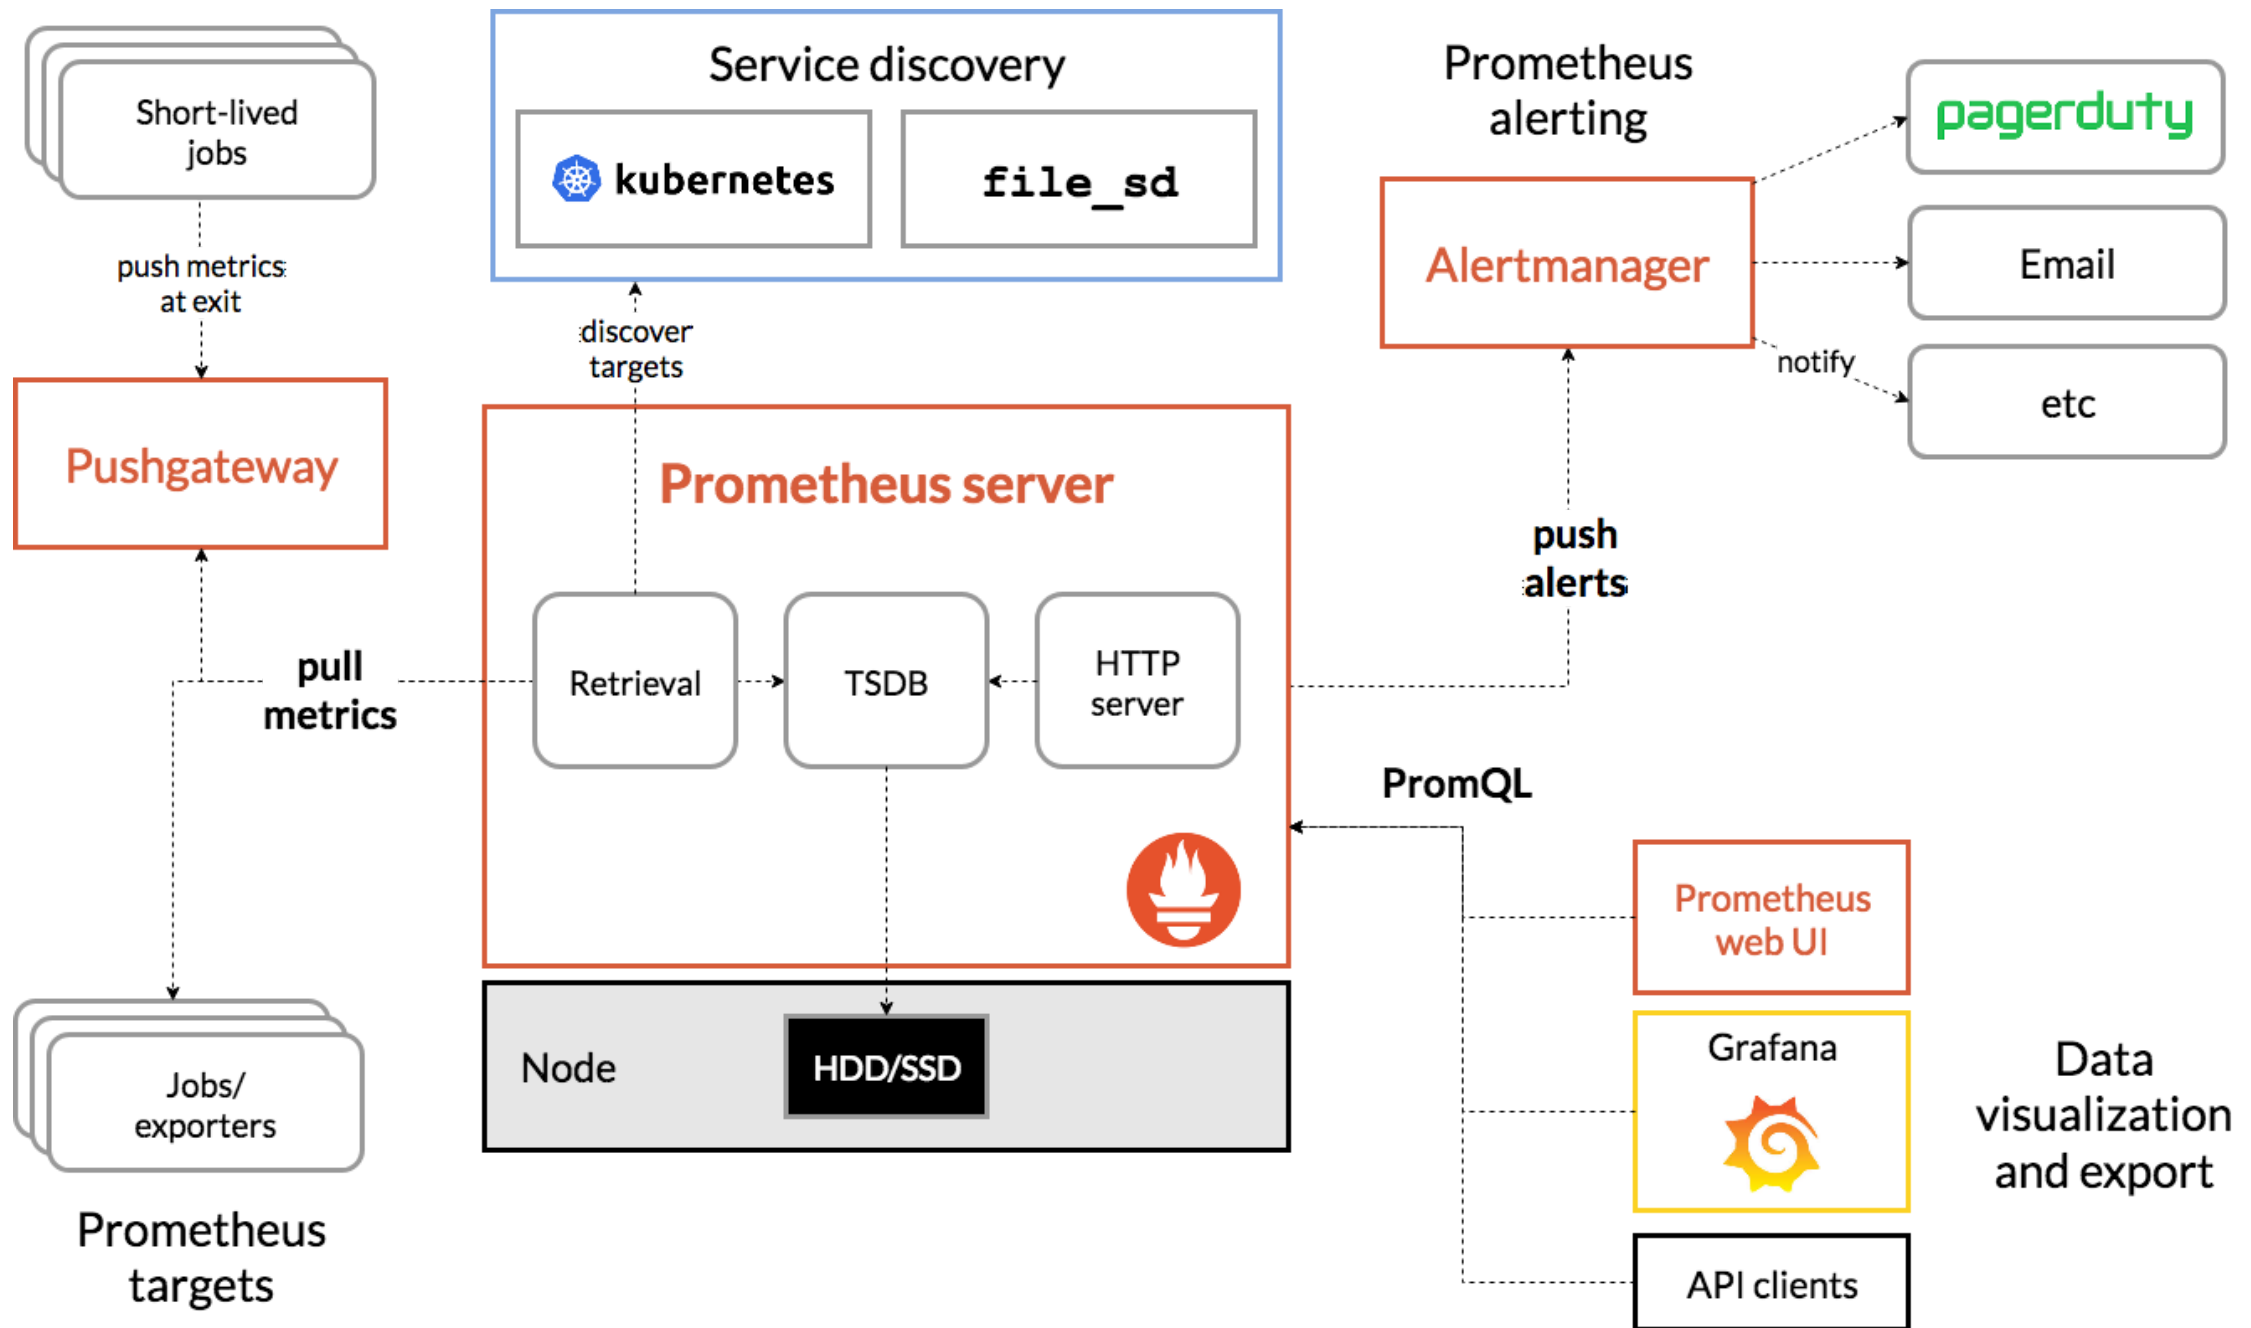 Short-lived
jobs
push metrics
at exit
Pushgateway
pull
metrics
Jobs/
exporters
Prometheus
targets
Service discovery
kubernetes
file_sd
discover
targets
Prometheus server
Retrieval
TSDB
HTTP
server
Node
HDD/SSD
Prometheus
alerting
Alertmanager
pagerduty
Email
notify
etc
push
alerts
PromQL
Prometheus
web UI
Grafana
API clients
Data
visualization
and export